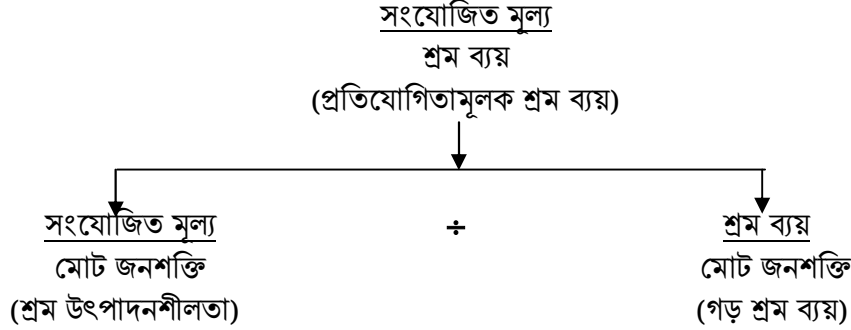 সংযোজিত মূল্য
শ্রম ব্যয়
(প্রতিযোগিতামূলক শ্রম ব্যয়)
সংযোজিত মূল্য ÷ শ্রম ব্যয়
মোট জনশক্তি মোট জনশক্তি
(শ্রম উৎপাদনশীলতা) (গড় শ্রম ব্যয়)